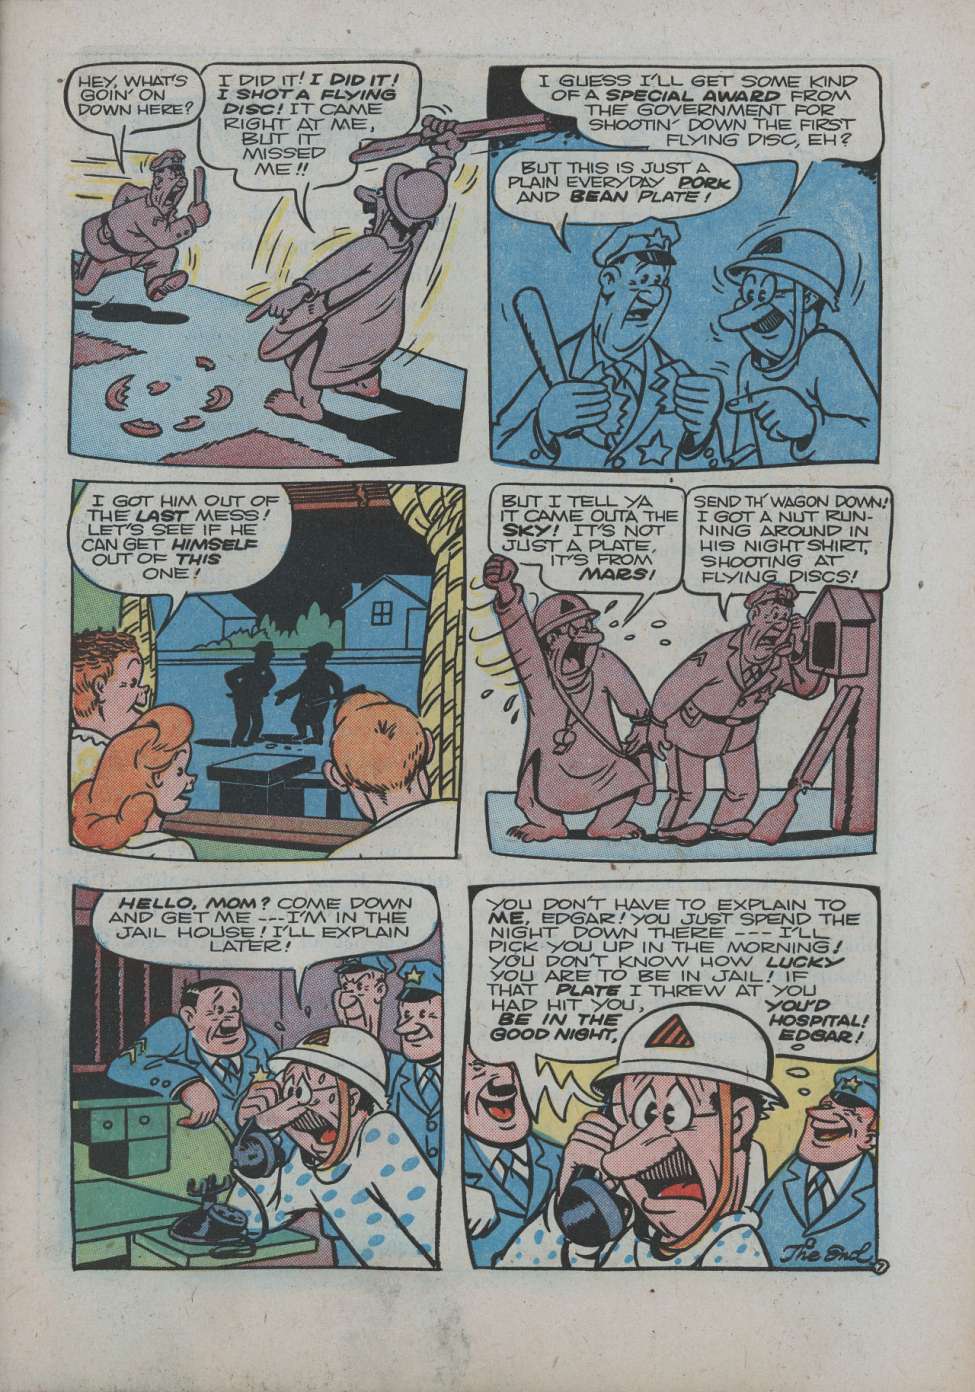 HEY, WHAT'S
GOIN' ON
DOWN HERE?
I DID IT! I DID IT!
I SHOT A FLYING
DISC! IT CAME
RIGHT AT ME,
BUT IT
MISSED
ME!!
I GUESS I'LL GET SOME KIND
OF A SPECIAL AWARD FROM
THE GOVERNMENT FOR
SHOOTIN' DOWN THE FIRST
FLYING DISC, EH?
BUT THIS IS JUST A
PLAIN EVERYDAY PORK
AND BEAN PLATE!
I GOT HIM OUT OF
THE LAST MESS!
LET'S SEE IF HE
CAN GET HIMSELF
OUT OF THIS
ONE!
BUT I TELL YA
IT CAME OUTA THE
SKY! IT'S NOT
JUST A PLATE,
IT'S FROM
MARS!
SEND TH' WAGON DOWN!
I GOT A NUT RUN-
NING AROUND IN
HIS NIGHTSHIRT,
SHOOTING AT
FLYING DISCS!
HELLO, MOM? COME DOWN
AND GET ME --- I'M IN THE
JAIL HOUSE! I'LL EXPLAIN
LATER!
YOU DON'T HAVE TO EXPLAIN TO
ME, EDGAR! YOU JUST SPEND THE
NIGHT DOWN THERE --- I'LL
PICK YOU UP IN THE MORNING!
YOU DON'T KNOW HOW LUCKY
YOU ARE TO BE IN JAIL! IF
THAT PLATE I THREW AT YOU
HAD HIT YOU, YOU'D
BE IN THE HOSPITAL!
GOOD NIGHT, EDGAR!
The End
7